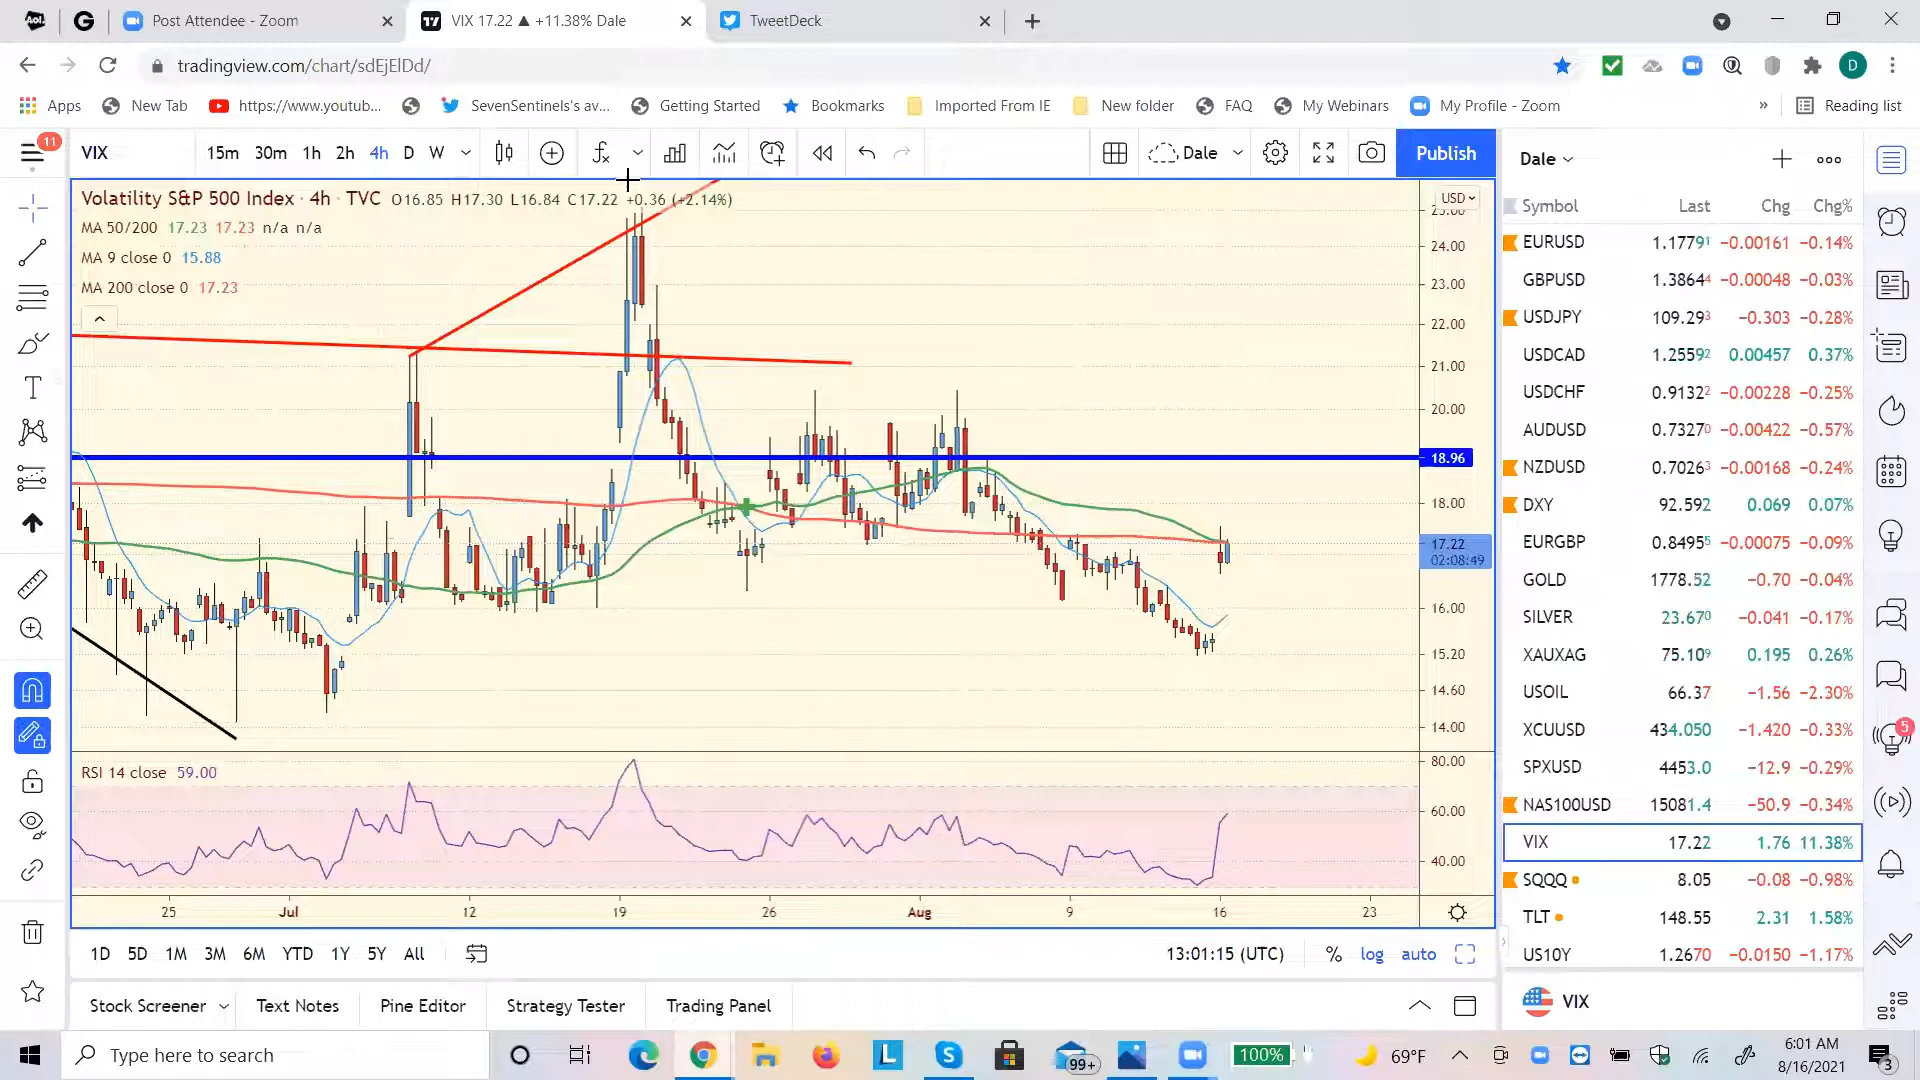 Aol.
G
Post Attendee - Zoom
VIX 17.22 ▲ +11.38% Dale
TweetDeck
tradingview.com/chart/sdEjElDd/
D
Apps
New Tab
https://www.youtub...
SevenSentinels's av...
Getting Started
Bookmarks
Imported From IE
New folder
FAQ
My Webinars
My Profile - Zoom
»
Reading list
11
VIX
15m 30m 1h 2h 4h D W
Dale
Publish
Dale
Volatility S&P 500 Index · 4h · TVC O16.85 H17.30 L16.84 C17.22 +0.36 (+2.14%)
MA 50/200 17.23 17.23 n/a n/a
MA 9 close 0 15.88
MA 200 close 0 17.23
USD
25.00
24.00
23.00
22.00
21.00
20.00
18.96
18.00
17.22
02:08:49
16.00
15.20
14.60
14.00
RSI 14 close 59.00
80.00
60.00
40.00
25 Jul 12 19 26 Aug 9 16 23
1D 5D 1M 3M 6M YTD 1Y 5Y All
13:01:15 (UTC) % log auto
Stock Screener Text Notes Pine Editor Strategy Tester Trading Panel
Symbol Last Chg Chg%
EURUSD 1.17791 −0.00161 −0.14%
GBPUSD 1.38644 −0.00048 −0.03%
USDJPY 109.293 −0.303 −0.28%
USDCAD 1.25592 0.00457 0.37%
USDCHF 0.91322 −0.00228 −0.25%
AUDUSD 0.73270 −0.00422 −0.57%
NZDUSD 0.70263 −0.00168 −0.24%
DXY 92.592 0.069 0.07%
EURGBP 0.84955 −0.00075 −0.09%
GOLD 1778.52 −0.70 −0.04%
SILVER 23.670 −0.041 −0.17%
XAUXAG 75.109 0.195 0.26%
USOIL 66.37 −1.56 −2.30%
XCUUSD 434.050 −1.420 −0.33%
SPXUSD 4453.0 −12.9 −0.29%
NAS100USD 15081.4 −50.9 −0.34%
VIX 17.22 1.76 11.38%
SQQQ 8.05 −0.08 −0.98%
TLT 148.55 2.31 1.58%
US10Y 1.2670 −0.0150 −1.17%
VIX
5
Type here to search
99+
100%
69°F
6:01 AM
8/16/2021
3